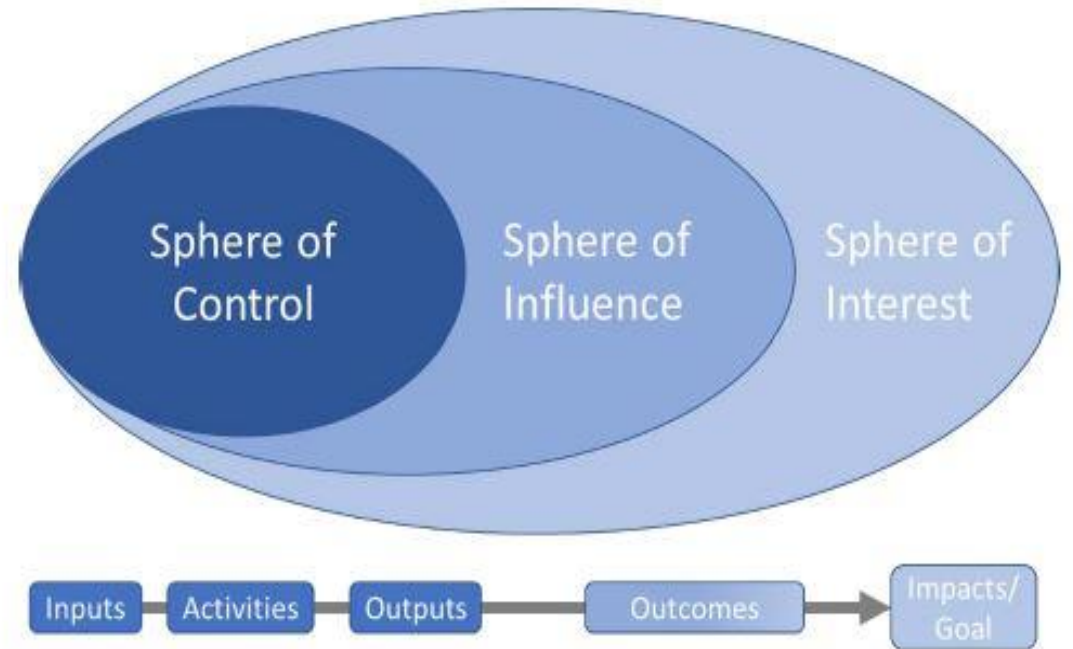 Sphere of
Control
Sphere of
Influence
Sphere of
Interest
Inputs
Activities
Outputs
Outcomes
Impacts/
Goal